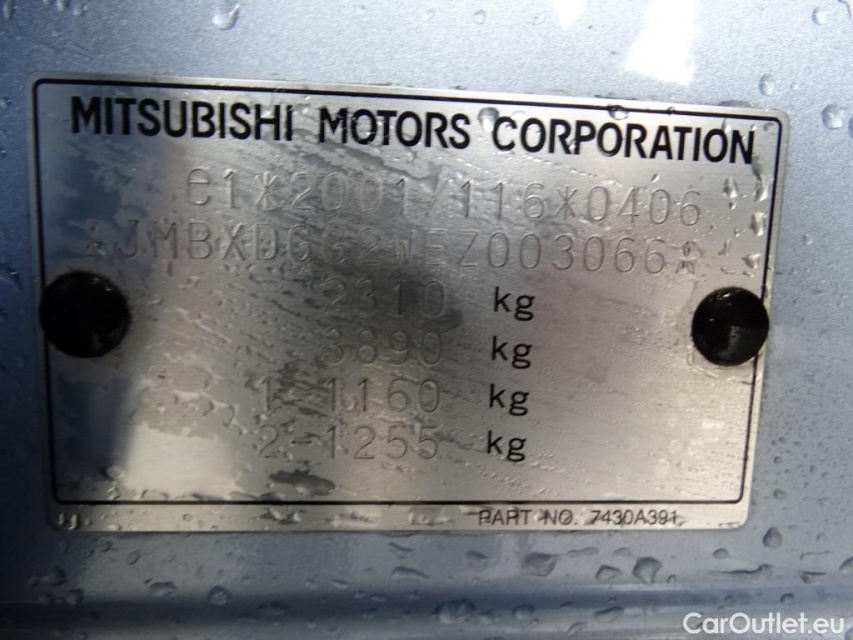 MITSUBISHI MOTORS CORPORATION
e1*2001/116*0406
*JMBXDGG2WEZ003066*
2310 kg
3890 kg
1-1160 kg
2-1255 kg
PART NO. 7430A391
CarOutlet.eu